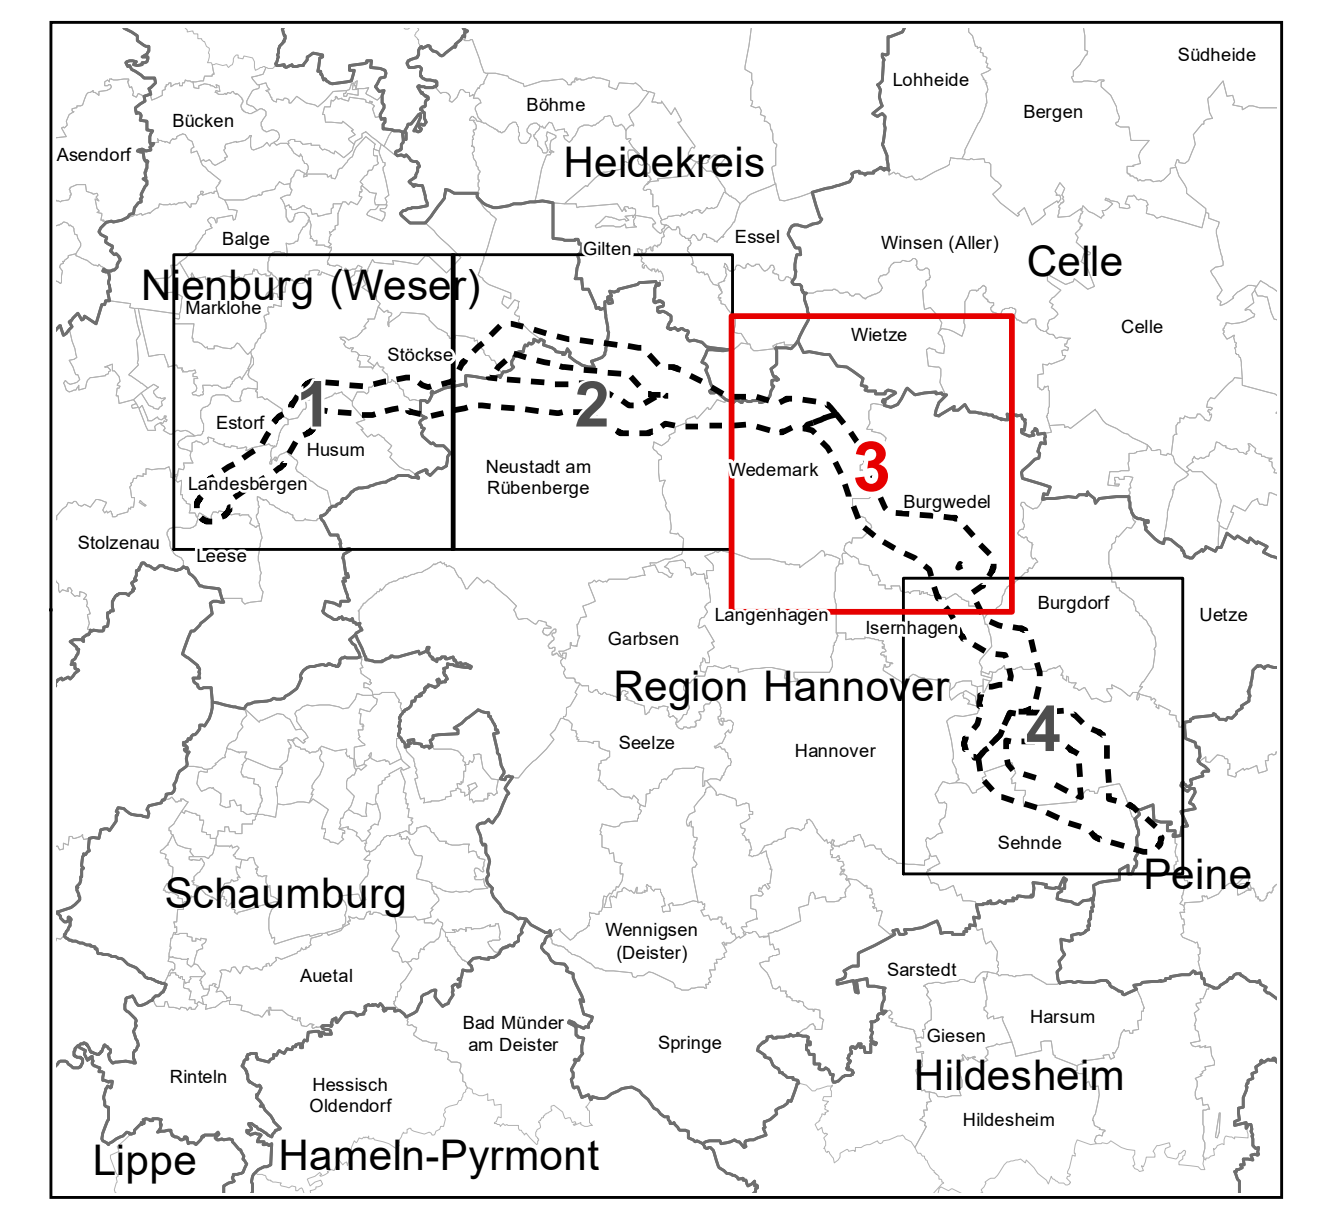 Südheide
Lohheide
Böhme
Bergen
Bücken
Asendorf
Heidekreis
Balge
Essel
Gilten
Winsen (Aller)
Celle
Nienburg (Weser)
Marklohe
Celle
Wietze
Stöckse
1
2
Estorf
Husum
3
Neustadt am
Rübenberge
Wedemark
Landesbergen
Burgwedel
Stolzenau
Leese
Burgdorf
Langenhagen
Uetze
Isernhagen
Garbsen
Region Hannover
4
Seelze
Hannover
Sehnde
Peine
Schaumburg
Wennigsen
(Deister)
Auetal
Sarstedt
Harsum
Bad Münder
am Deister
Giesen
Springe
Rinteln
Hildesheim
Hessisch
Oldendorf
Hildesheim
Lippe
Hameln-Pyrmont